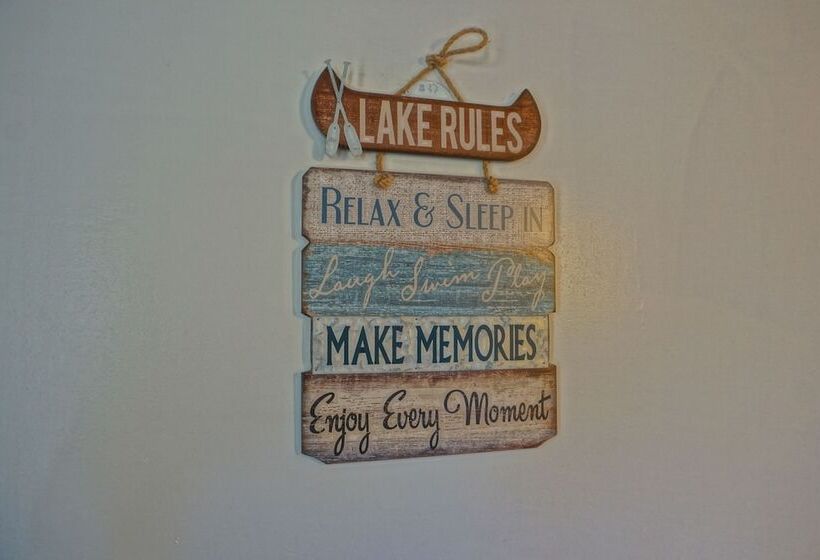 LAKE RULES
RELAX & SLEEP IN
Laugh Swim Play
MAKE MEMORIES
Enjoy Every Moment